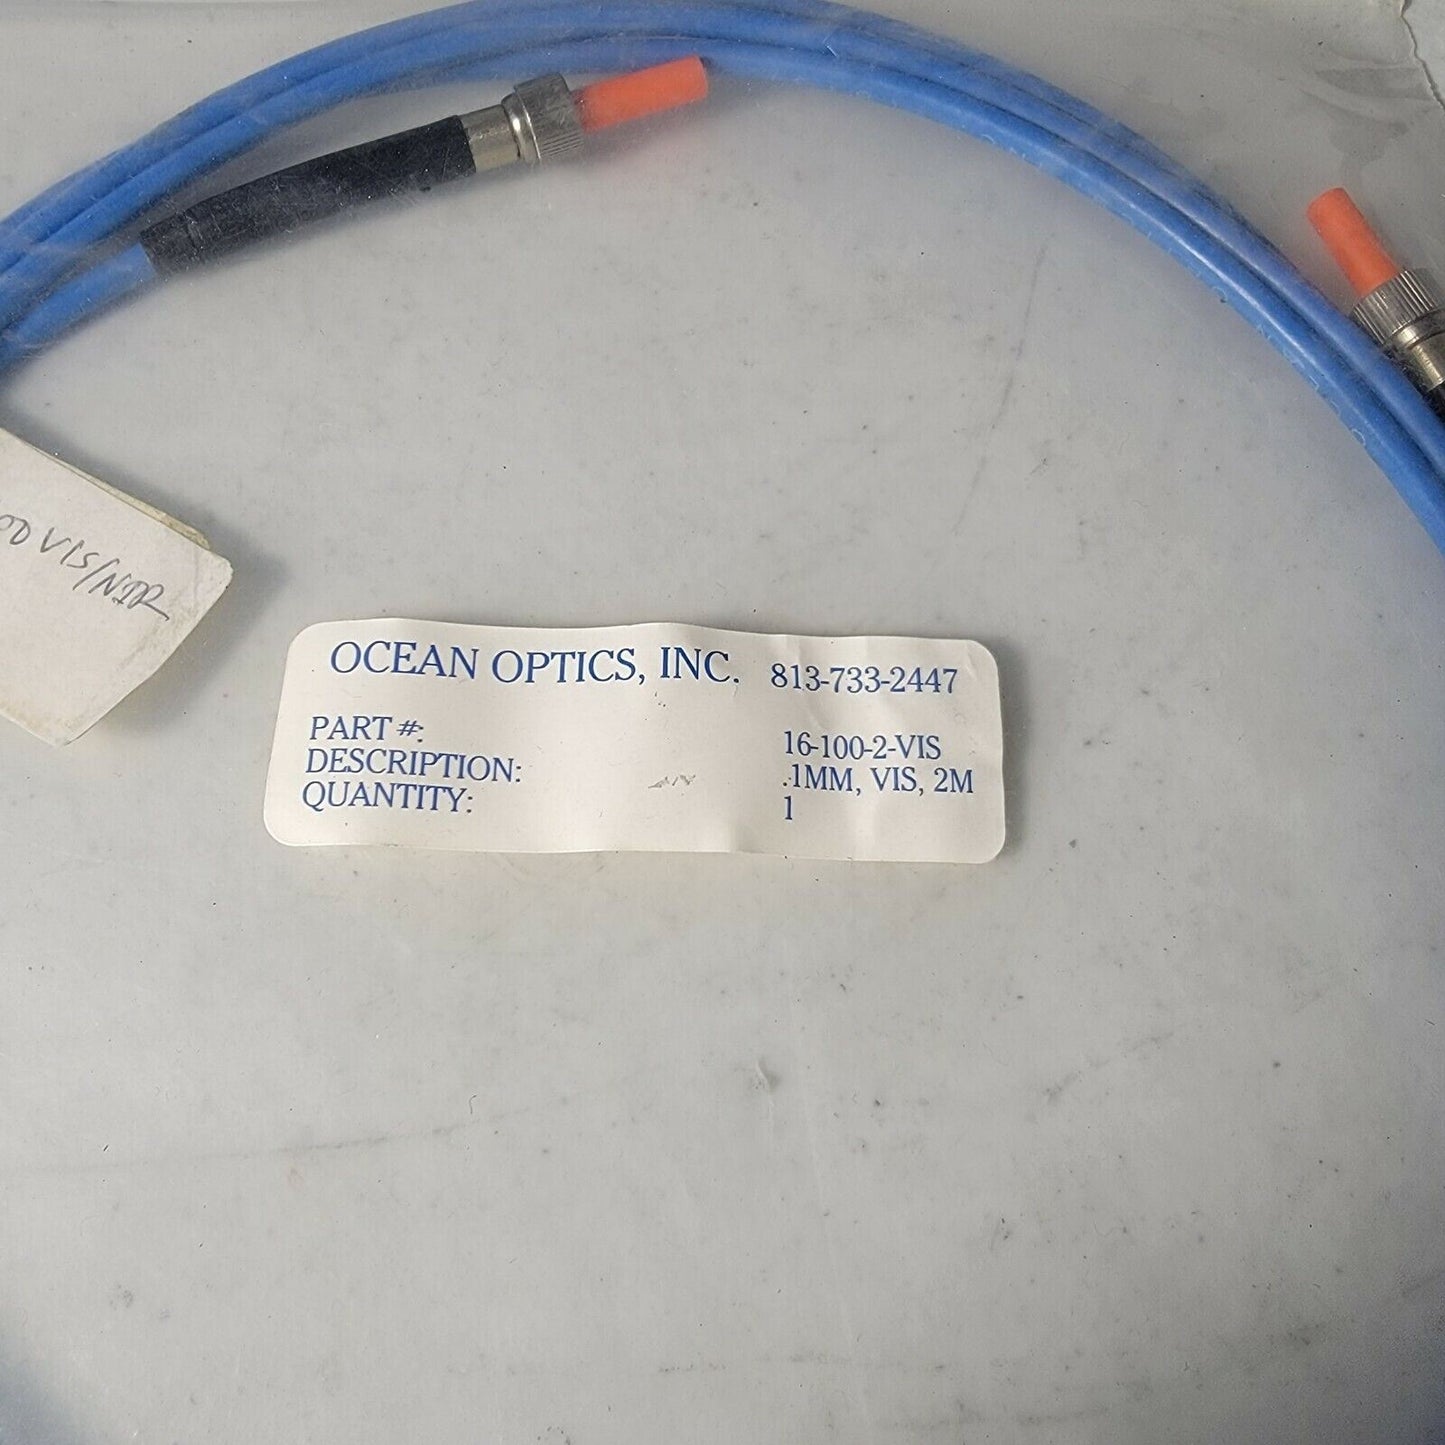 VIS/NIR
OCEAN OPTICS, INC. 813-733-2447
PART #: 16-100-2-VIS
DESCRIPTION: .1MM, VIS, 2M
QUANTITY: 1